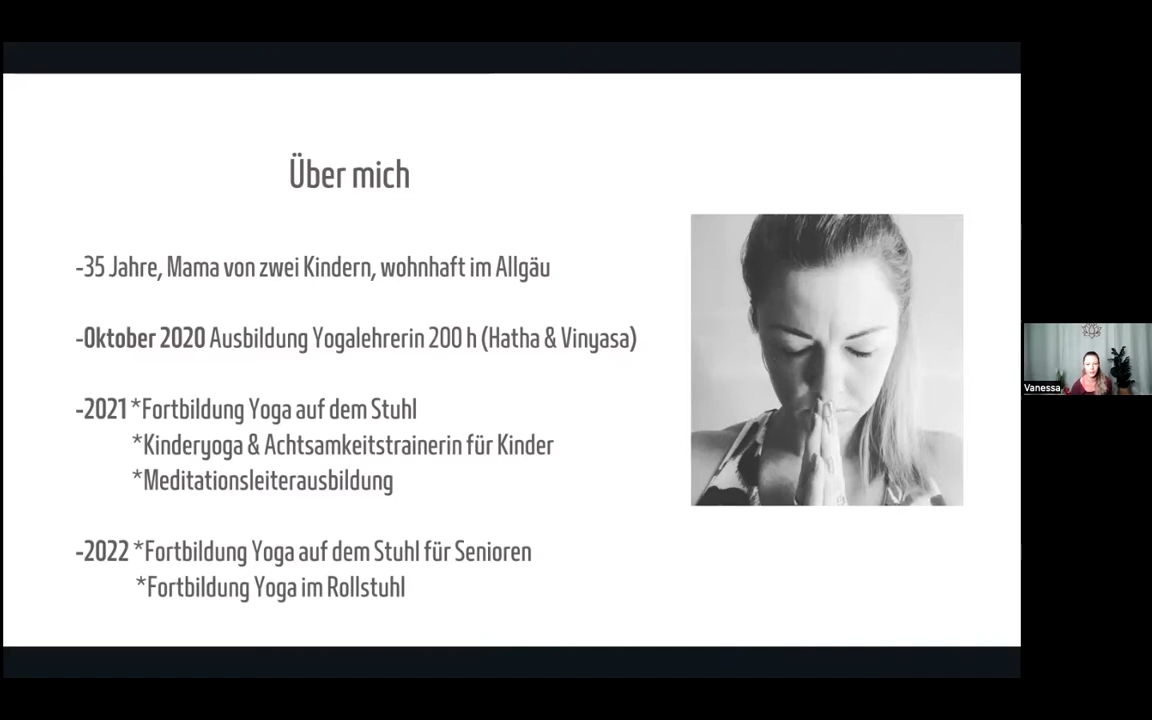 Über mich
-35 Jahre, Mama von zwei Kindern, wohnhaft im Allgäu
-Oktober 2020 Ausbildung Yogalehrerin 200 h (Hatha & Vinyasa)
-2021 *Fortbildung Yoga auf dem Stuhl
*Kinderyoga & Achtsamkeitstrainerin für Kinder
*Meditationsleiterausbildung
-2022 *Fortbildung Yoga auf dem Stuhl für Senioren
*Fortbildung Yoga im Rollstuhl
Vanessa